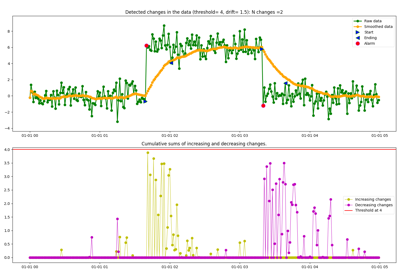 Detected changes in the data (threshold= 4, drift= 1.5): N changes =2
Raw data
Smoothed data
Start
Ending
Alarm
8
6
4
2
0
−2
−4
01-01 00
01-01 01
01-01 02
01-01 03
01-01 04
01-01 05
Cumulative sums of increasing and decreasing changes.
4.0
3.5
3.0
2.5
2.0
1.5
1.0
0.5
0.0
Increasing changes
Decreasing changes
Threshold at 4
01-01 00
01-01 01
01-01 02
01-01 03
01-01 04
01-01 05